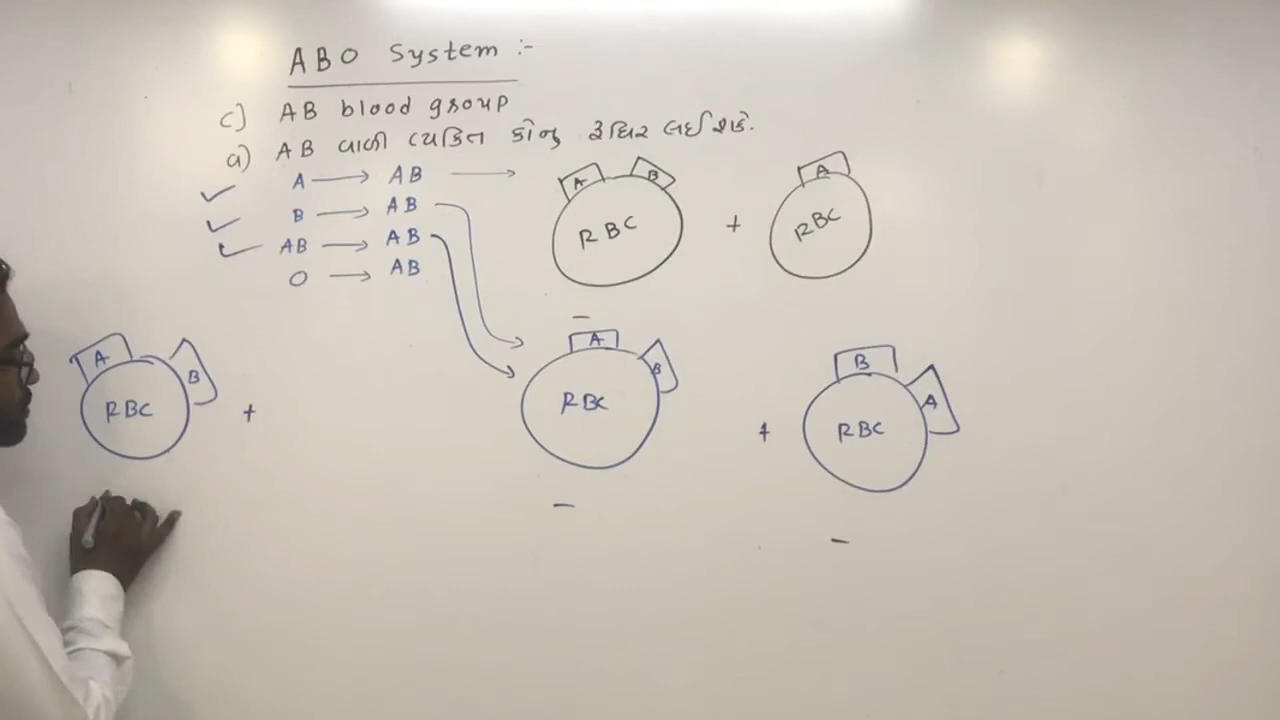 ABO System :-
c) AB blood group
a) AB વાળી વ્યક્તિ કોનું રુધિર લઈ શકે.
A → AB →
B → AB
AB → AB
O → AB
A B
RBC
+
A
RBC
-
A B
RBC
+
A B
RBC
-
+
B A
RBC
-